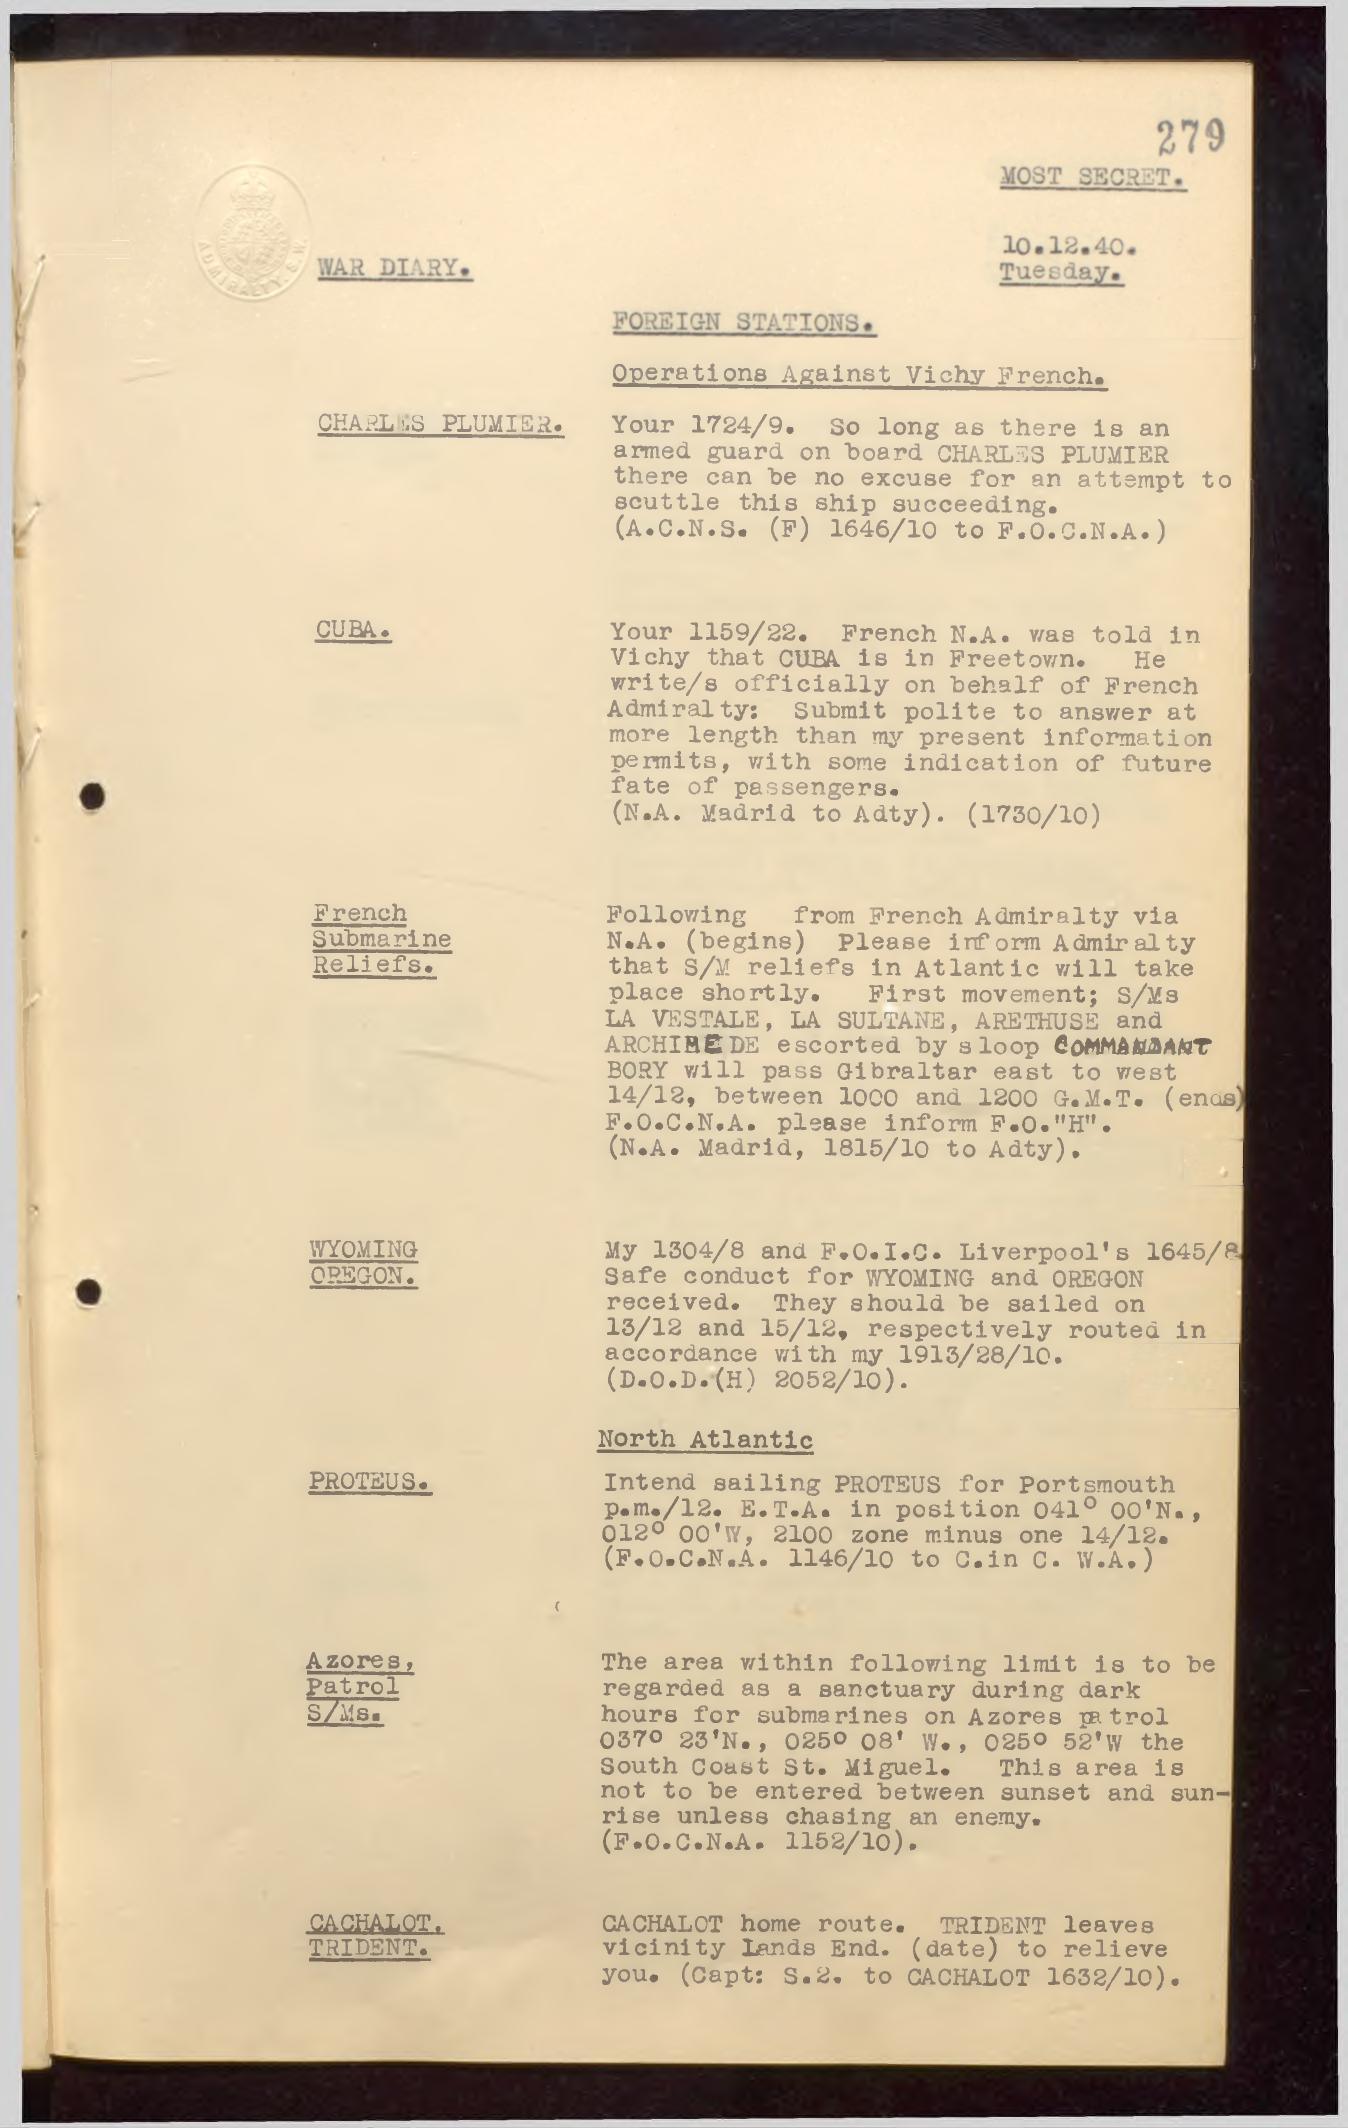 279
MOST SECRET.
10.12.40.
Tuesday.
ADMIRALTY. S.W.
WAR DIARY.
FOREIGN STATIONS.
Operations Against Vichy French.
CHARLES PLUMIER.
Your 1724/9. So long as there is an
armed guard on board CHARLES PLUMIER
there can be no excuse for an attempt to
scuttle this ship succeeding.
(A.C.N.S. (F) 1646/10 to F.O.C.N.A.)
CUBA.
Your 1159/22. French N.A. was told in
Vichy that CUBA is in Freetown. He
write/s officially on behalf of French
Admiralty: Submit polite to answer at
more length than my present information
permits, with some indication of future
fate of passengers.
(N.A. Madrid to Adty). (1730/10)
French
Submarine
Reliefs.
Following from French Admiralty via
N.A. (begins) Please inform Admiralty
that S/M reliefs in Atlantic will take
place shortly. First movement; S/Ms
LA VESTALE, LA SULTANE, ARETHUSE and
ARCHIMEDE escorted by sloop COMMANDANT
BORY will pass Gibraltar east to west
14/12, between 1000 and 1200 G.M.T. (ends)
F.O.C.N.A. please inform F.O."H".
(N.A. Madrid, 1815/10 to Adty).
WYOMING
OREGON.
My 1304/8 and F.O.I.C. Liverpool's 1645/8
Safe conduct for WYOMING and OREGON
received. They should be sailed on
13/12 and 15/12, respectively routed in
accordance with my 1913/28/10.
(D.O.D.(H) 2052/10).
North Atlantic
PROTEUS.
Intend sailing PROTEUS for Portsmouth
p.m./12. E.T.A. in position 041° 00'N.,
012° 00'W, 2100 zone minus one 14/12.
(F.O.C.N.A. 1146/10 to C.in C. W.A.)
Azores,
Patrol
S/Ms.
The area within following limit is to be
regarded as a sanctuary during dark
hours for submarines on Azores patrol
037° 23'N., 025° 08' W., 025° 52'W the
South Coast St. Miguel. This area is
not to be entered between sunset and sun-
rise unless chasing an enemy.
(F.O.C.N.A. 1152/10).
CACHALOT.
TRIDENT.
CACHALOT home route. TRIDENT leaves
vicinity Lands End. (date) to relieve
you. (Capt: S.2. to CACHALOT 1632/10).